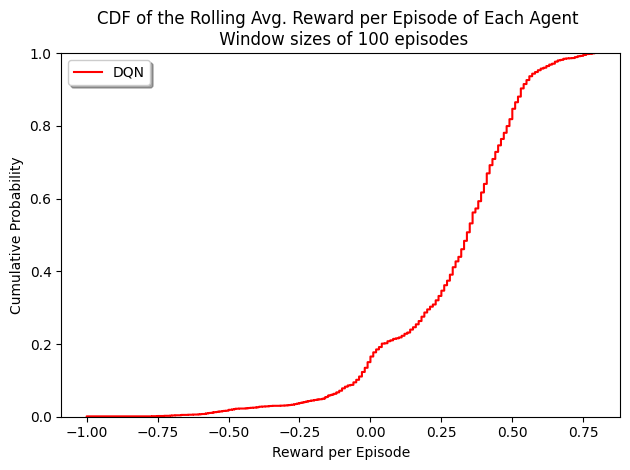 CDF of the Rolling Avg. Reward per Episode of Each Agent
Window sizes of 100 episodes
DQN
1.0
0.8
0.6
0.4
0.2
0.0
Cumulative Probability
−1.00 −0.75 −0.50 −0.25 0.00 0.25 0.50 0.75
Reward per Episode